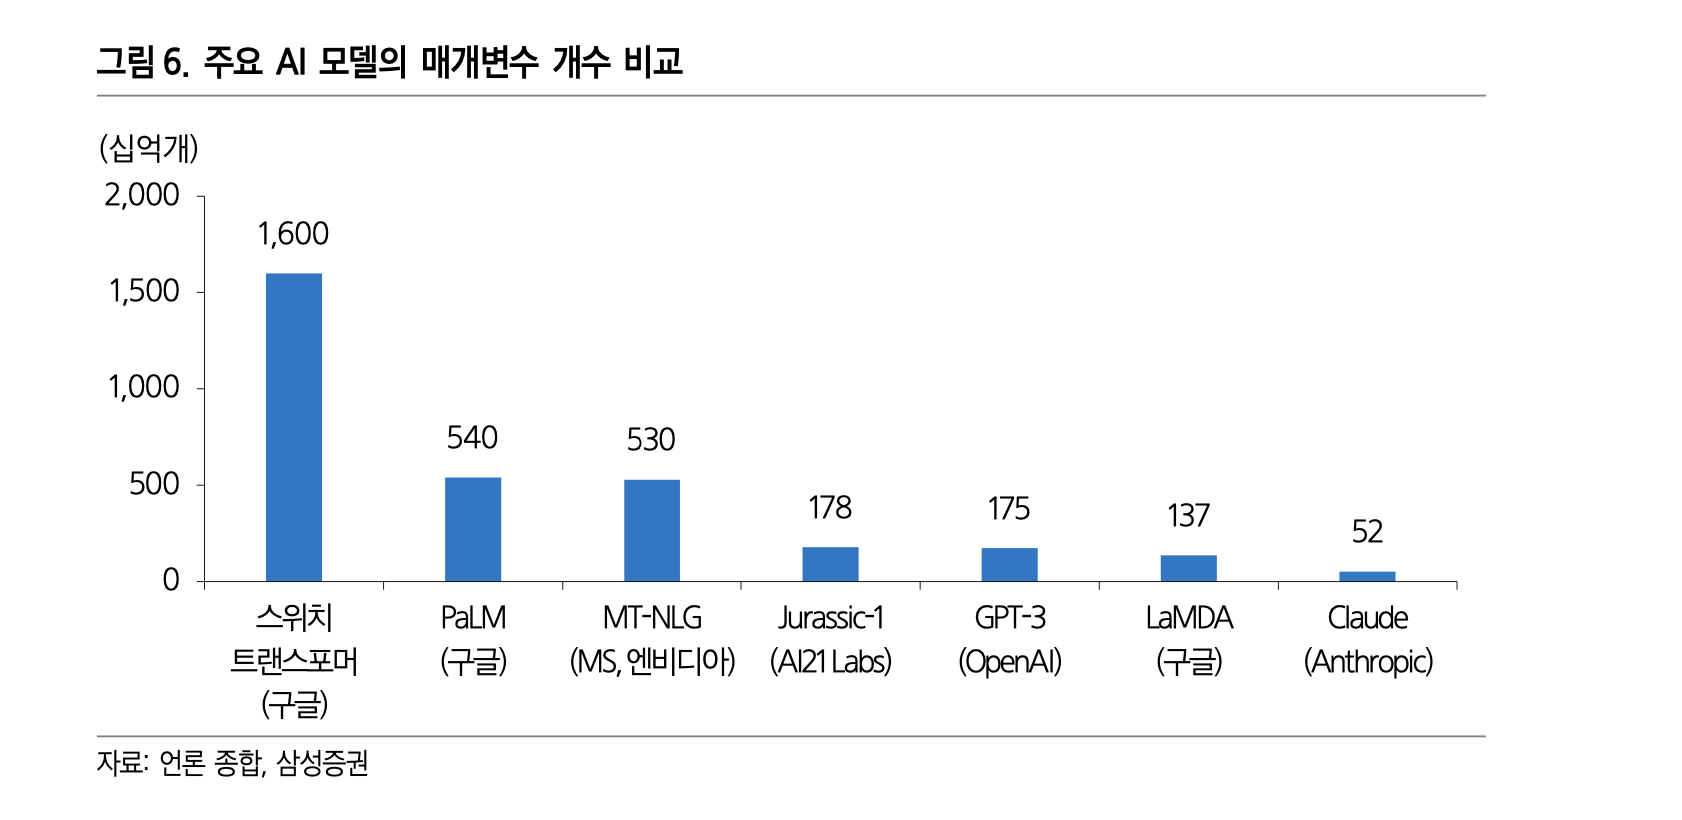 그림 6. 주요 AI 모델의 매개변수 개수 비교
(십억개)
2,000
1,500
1,000
500
0
1,600
540
530
178
175
137
52
스위치
트랜스포머
(구글)
PaLM
(구글)
MT-NLG
(MS, 엔비디아)
Jurassic-1
(AI21 Labs)
GPT-3
(OpenAI)
LaMDA
(구글)
Claude
(Anthropic)
자료: 언론 종합, 삼성증권